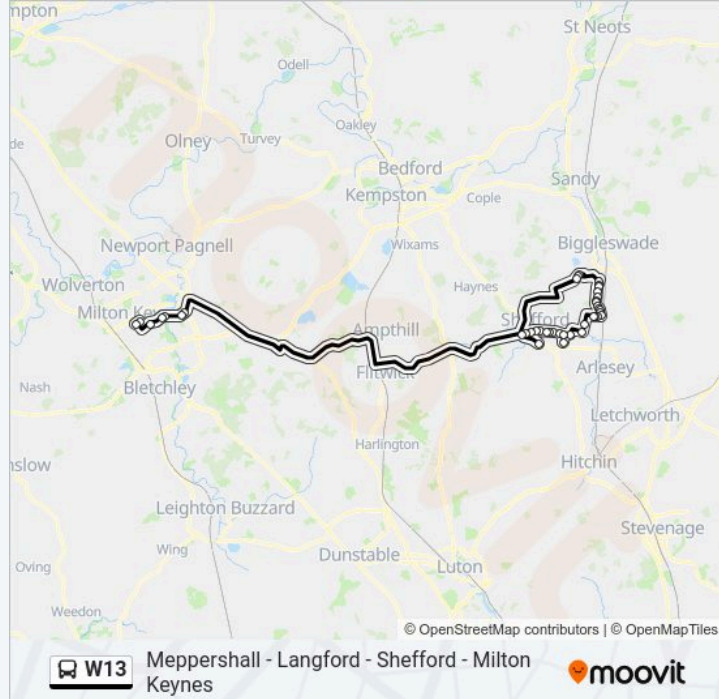 mpton
St Neots
Odell
Oakley
Olney
Turvey
de
Bedford
Kempston
Cople
Sandy
Newport Pagnell
Wixams
Biggleswade
Wolverton
Haynes
Milton Key
Shefford
Ampthill
Flitwick
Arlesey
Nash
Bletchley
Letchworth
Harlington
Hitchin
nslow
Leighton Buzzard
Stevenage
Wing
Dunstable
Oving
Luton
Weedon
© OpenStreetMap contributors | © OpenMapTiles
W13
Meppershall - Langford - Shefford - Milton
Keynes
moovit